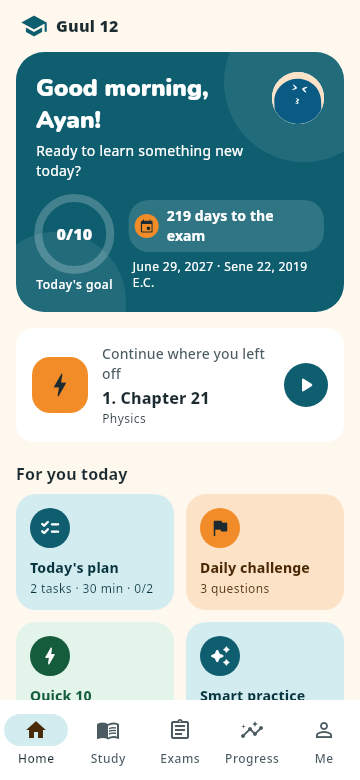 Guul 12
Good morning,
Ayan!
Ready to learn something new
today?
0/10
Today's goal
219 days to the
exam
June 29, 2027 · Sene 22, 2019
E.C.
Continue where you left
off
1. Chapter 21
Physics
For you today
Today's plan
2 tasks · 30 min · 0/2
Daily challenge
3 questions
Quick 10
Smart practice
Home
Study
Exams
Progress
Me